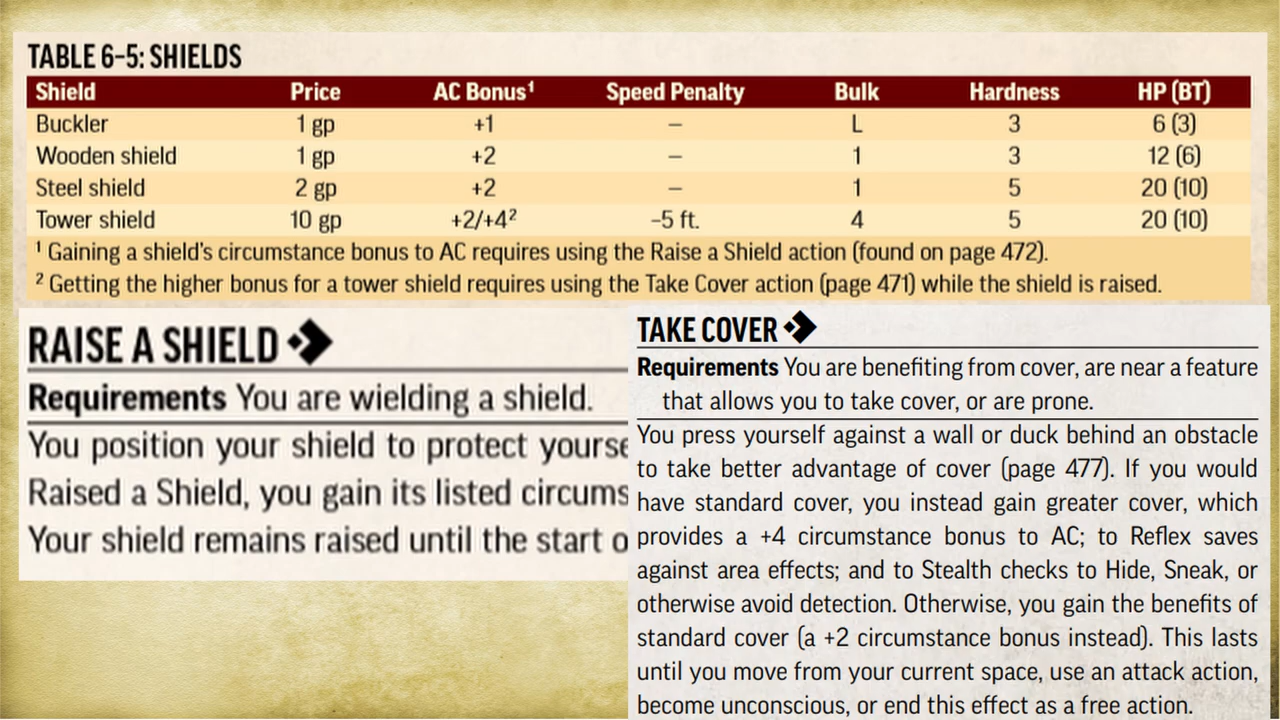 TABLE 6–5: SHIELDS
Shield Price AC Bonus¹ Speed Penalty Bulk Hardness HP (BT)
Buckler 1 gp +1 — L 3 6 (3)
Wooden shield 1 gp +2 — 1 3 12 (6)
Steel shield 2 gp +2 — 1 5 20 (10)
Tower shield 10 gp +2/+4² –5 ft. 4 5 20 (10)
¹ Gaining a shield’s circumstance bonus to AC requires using the Raise a Shield action (found on page 472).
² Getting the higher bonus for a tower shield requires using the Take Cover action (page 471) while the shield is raised.
RAISE A SHIELD
Requirements You are wielding a shield.
You position your shield to protect yourse
Raised a Shield, you gain its listed circums
Your shield remains raised until the start o
TAKE COVER
Requirements You are benefiting from cover, are near a feature
that allows you to take cover, or are prone.
You press yourself against a wall or duck behind an obstacle
to take better advantage of cover (page 477). If you would
have standard cover, you instead gain greater cover, which
provides a +4 circumstance bonus to AC; to Reflex saves
against area effects; and to Stealth checks to Hide, Sneak, or
otherwise avoid detection. Otherwise, you gain the benefits of
standard cover (a +2 circumstance bonus instead). This lasts
until you move from your current space, use an attack action,
become unconscious, or end this effect as a free action.